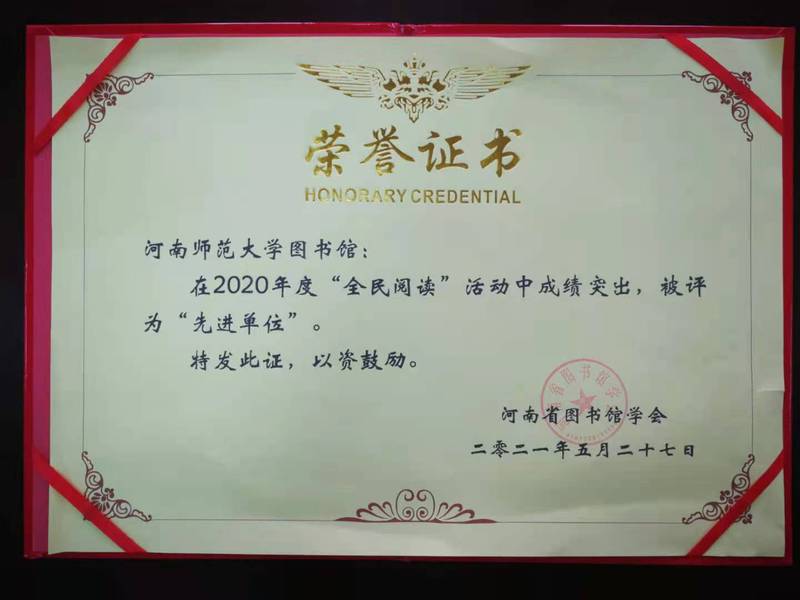 荣誉证书
HONORARY CREDENTIAL
河南师范大学图书馆：
在2020年度“全民阅读”活动中成绩突出，被评
为“先进单位”。
特发此证，以资鼓励。
河南省图书馆学会
二零二一年五月二十七日